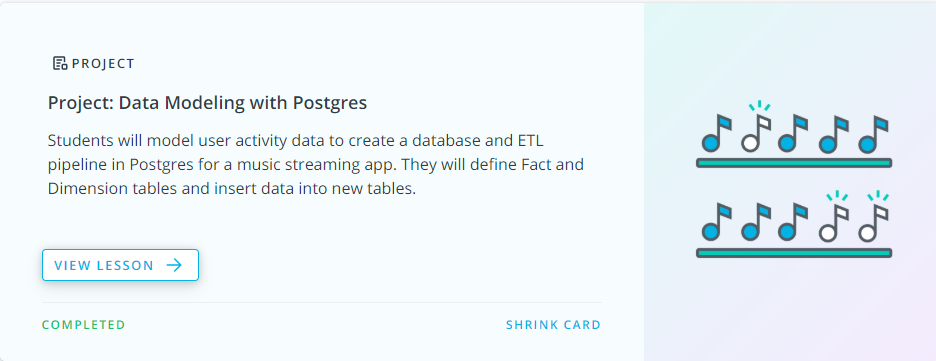 PROJECT
Project: Data Modeling with Postgres
Students will model user activity data to create a database and ETL
pipeline in Postgres for a music streaming app. They will define Fact and
Dimension tables and insert data into new tables.
VIEW LESSON
COMPLETED
SHRINK CARD